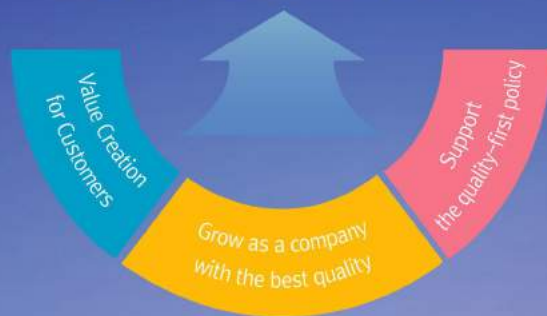 Value Creation
for Customers
Grow as a company
with the best quality
Support
the quality-first policy